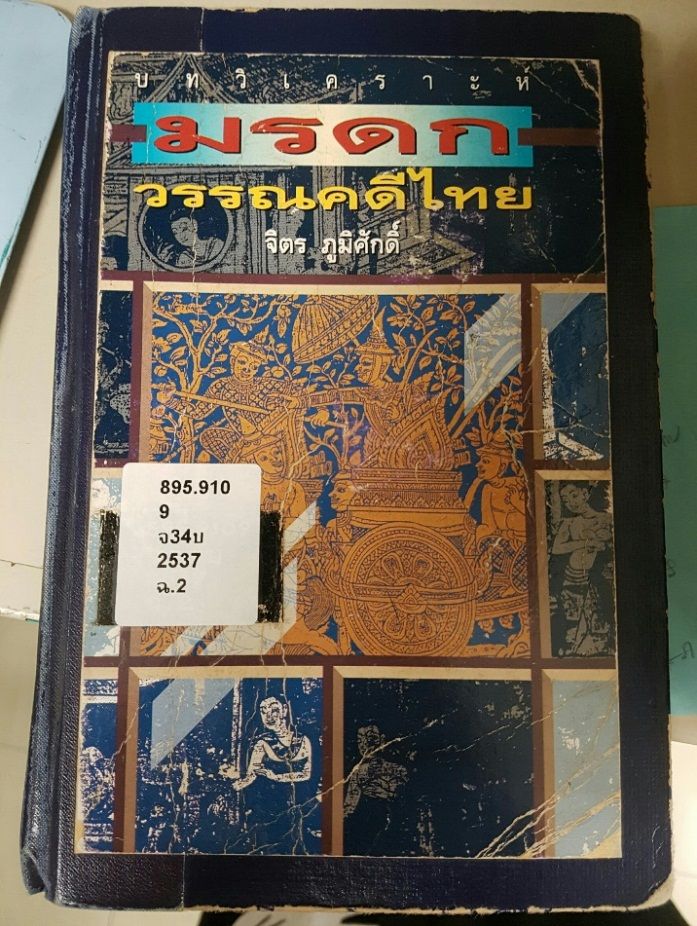 บทวิเคราะห์
มรดก
วรรณคดีไทย
จิตร ภูมิศักดิ์
895.910
9
จ34บ
2537
ฉ.2